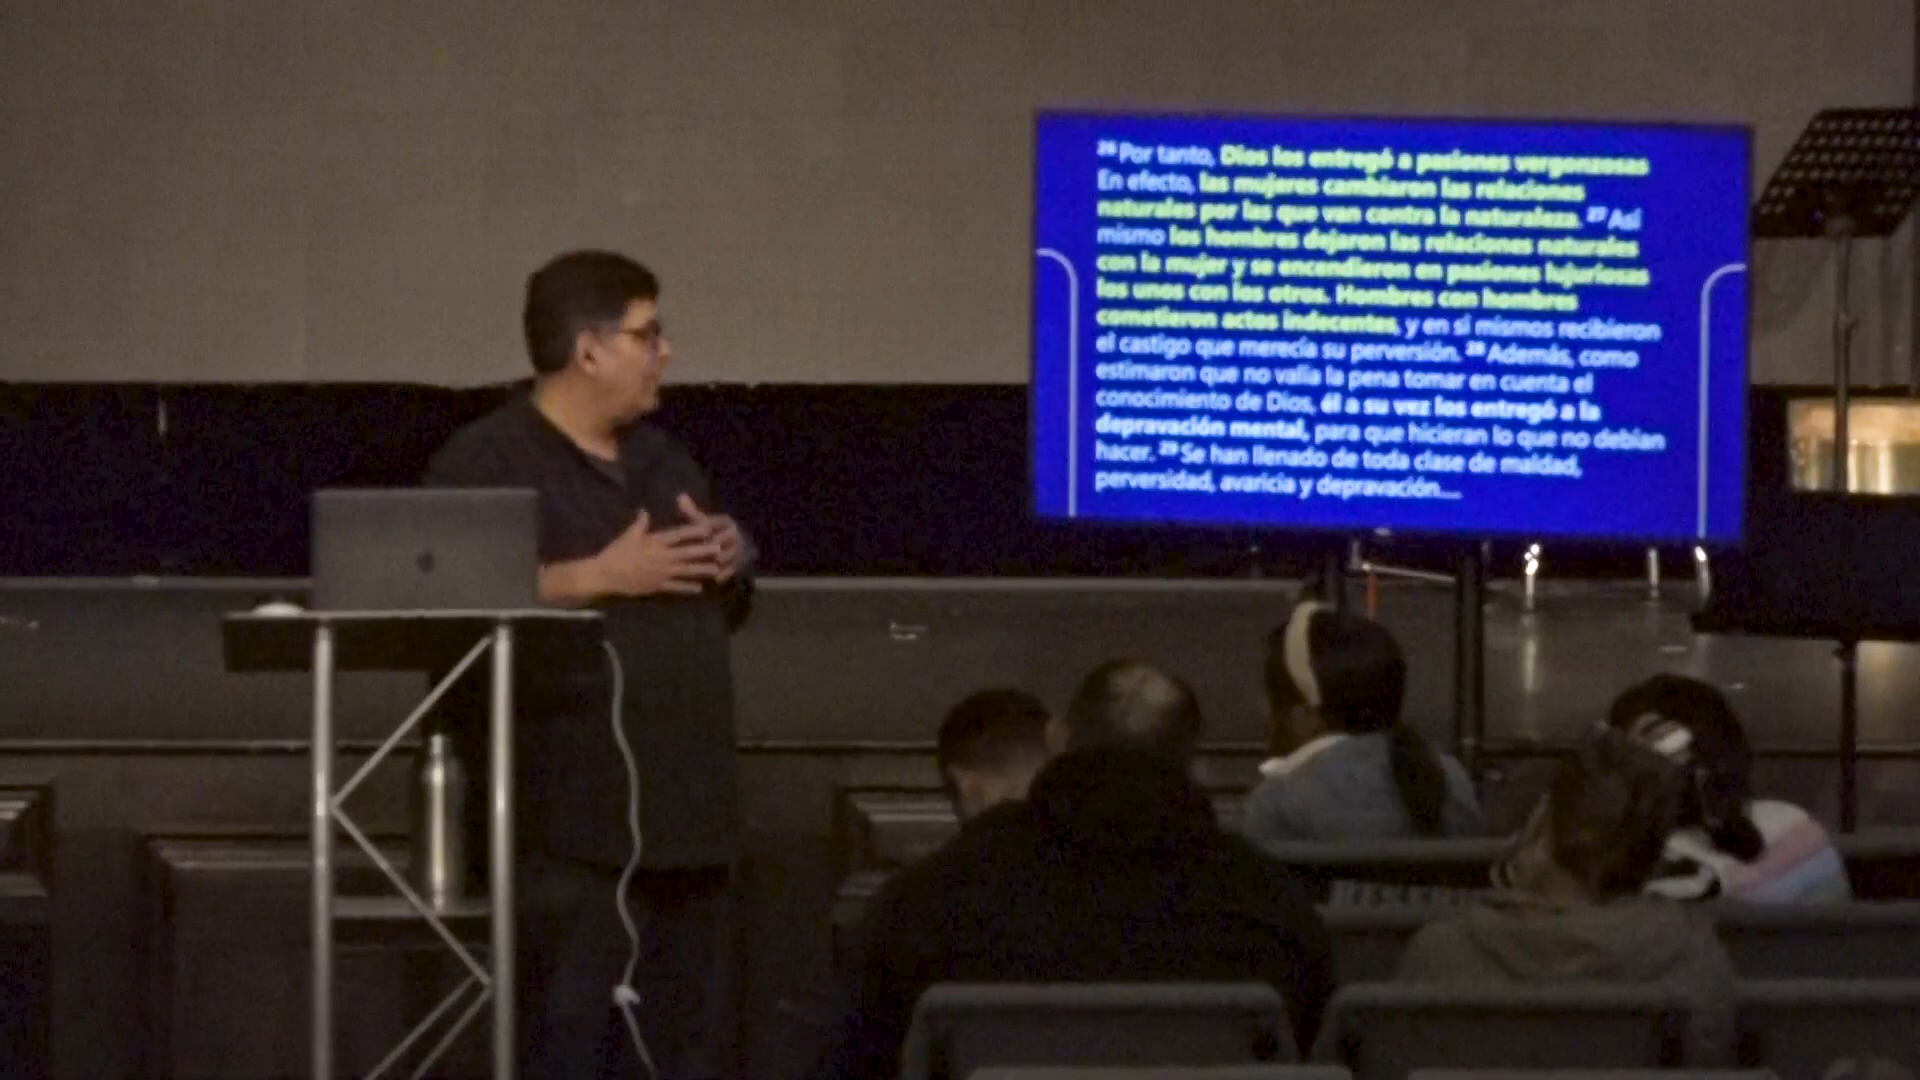 26 Por tanto, Dios los entregó a pasiones vergonzosas
En efecto, las mujeres cambiaron las relaciones
naturales por las que van contra la naturaleza. 27 Así
mismo los hombres dejaron las relaciones naturales
con la mujer y se encendieron en pasiones lujuriosas
los unos con los otros. Hombres con hombres
cometieron actos indecentes, y en sí mismos recibieron
el castigo que merecía su perversión. 28 Además, como
estimaron que no valía la pena tomar en cuenta el
conocimiento de Dios, él a su vez los entregó a la
depravación mental, para que hicieran lo que no debían
hacer. 29 Se han llenado de toda clase de maldad,
perversidad, avaricia y depravación....